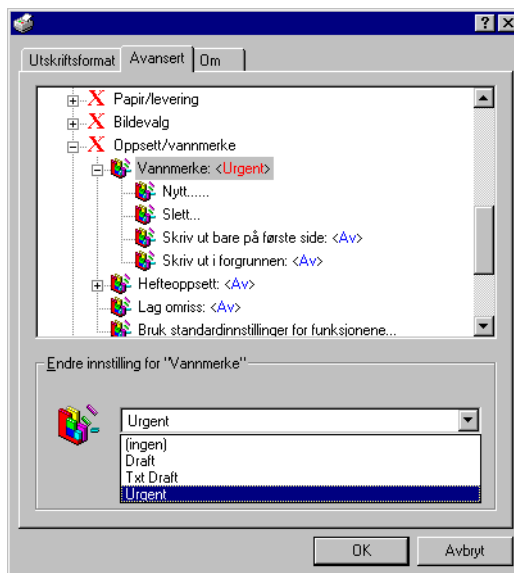 Utskriftsformat Avansert Om
Papir/levering
Bildevalg
Oppsett/vannmerke
Vannmerke: <Urgent>
Nytt......
Slett...
Skriv ut bare på første side: <Av>
Skriv ut i forgrunnen: <Av>
Hefteoppsett: <Av>
Lag omriss: <Av>
Bruk standardinnstillinger for funksjonene...
Endre innstilling for "Vannmerke"
Urgent
(ingen)
Draft
Txt Draft
Urgent
OK Avbryt